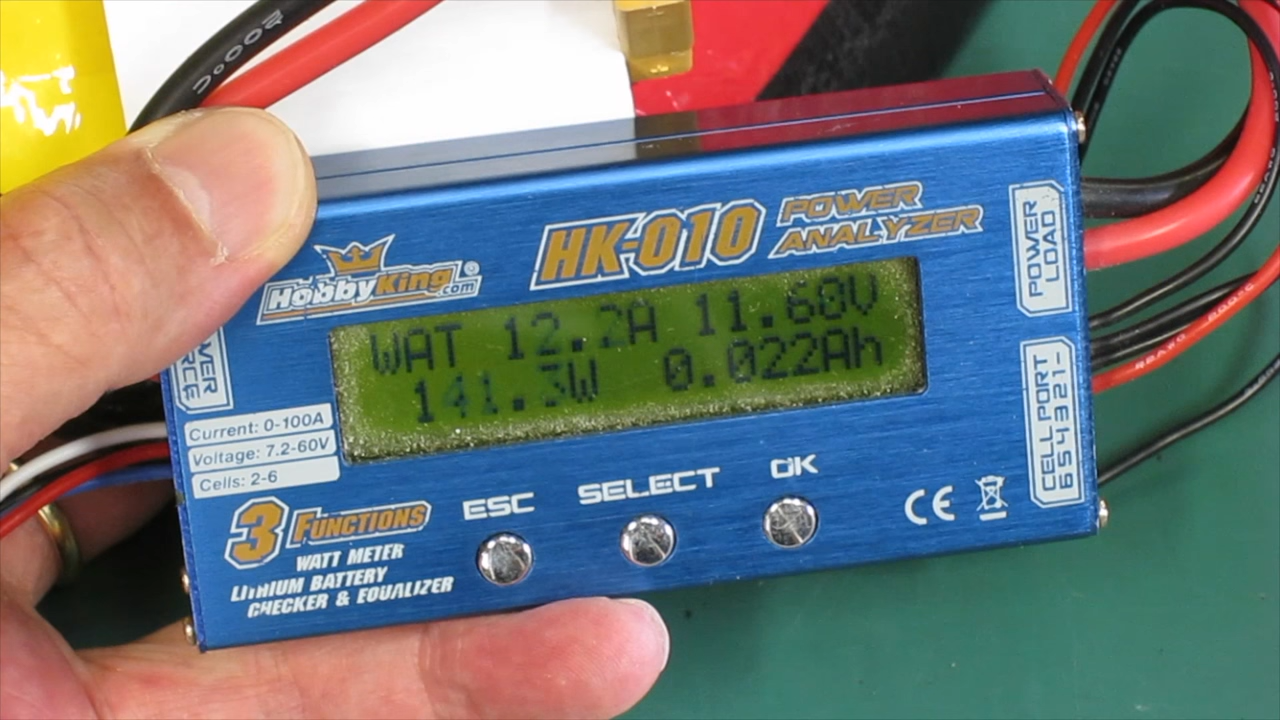 HK-010 POWER
ANALYZER
HobbyKing®
.com
POWER
LOAD
WAT 12.2A 11.60V
141.3W 0.022Ah
Current: 0-100A
Voltage: 7.2-60V
Cells: 2-6
CELL PORT
654321-
ESC SELECT OK
3 FUNCTIONS
WATT METER
LITHIUM BATTERY
CHECKER & EQUALIZER
CE